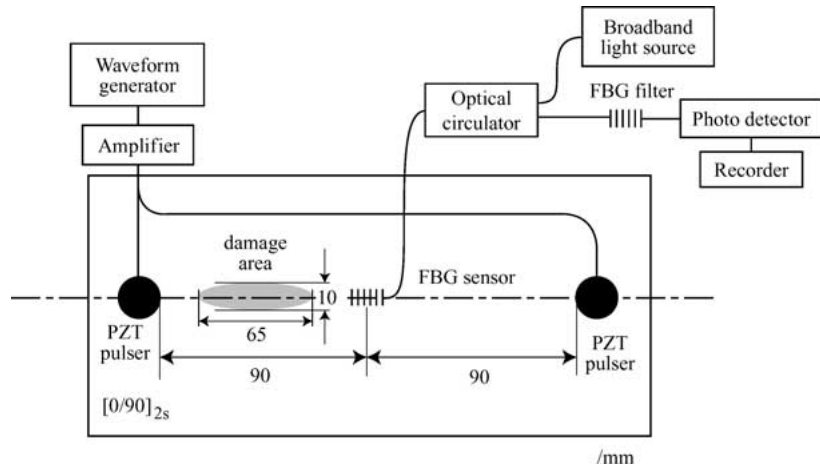 Broadband
light source
Waveform
generator
Optical
circulator
FBG filter
Photo detector
Amplifier
Recorder
damage
area
FBG sensor
10
PZT
pulser
65
PZT
pulser
90
90
[0/90]2s
/mm